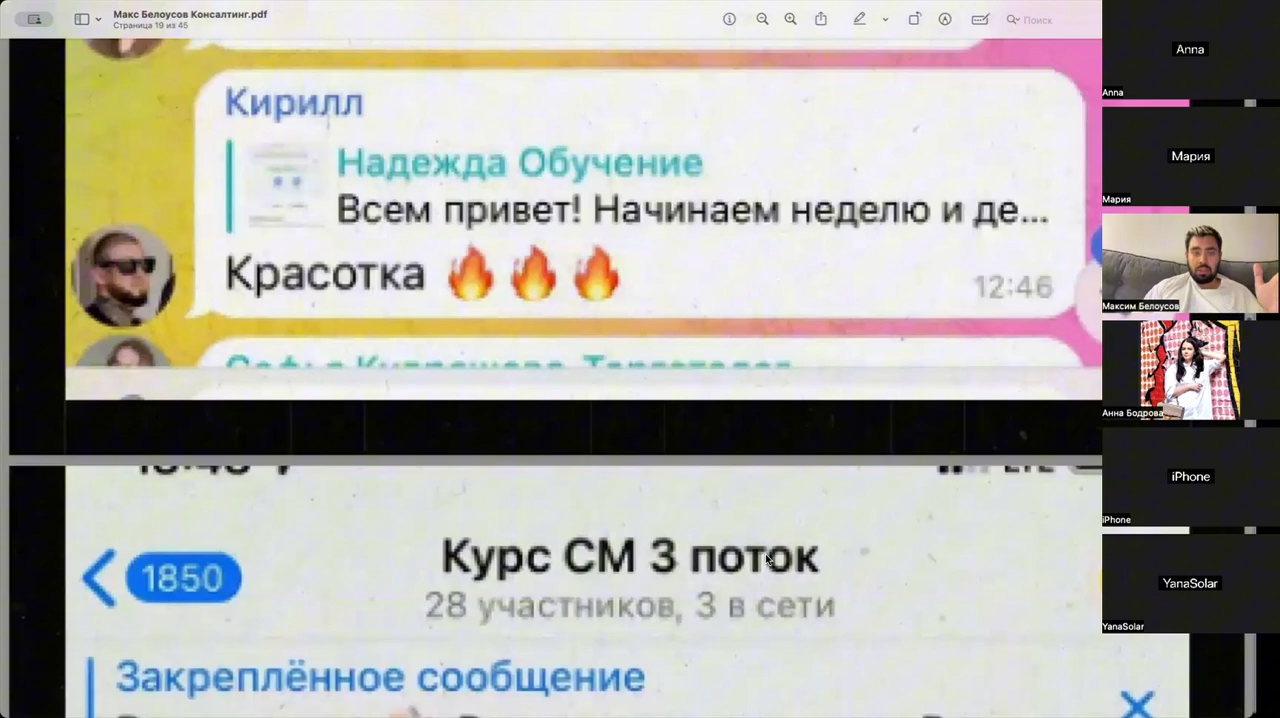 Макс Белоусов Консалтинг.pdf
Страница 19 из 45
Поиск
Кирилл
Надежда Обучение
Всем привет! Начинаем неделю и де...
Красотка 🔥🔥🔥
12:46
Курс СМ 3 поток
1850
28 участников, 3 в сети
Закреплённое сообщение
Anna
Anna
Мария
Мария
Максим Белоусов
Анна Бодрова
iPhone
iPhone
YanaSolar
YanaSolar